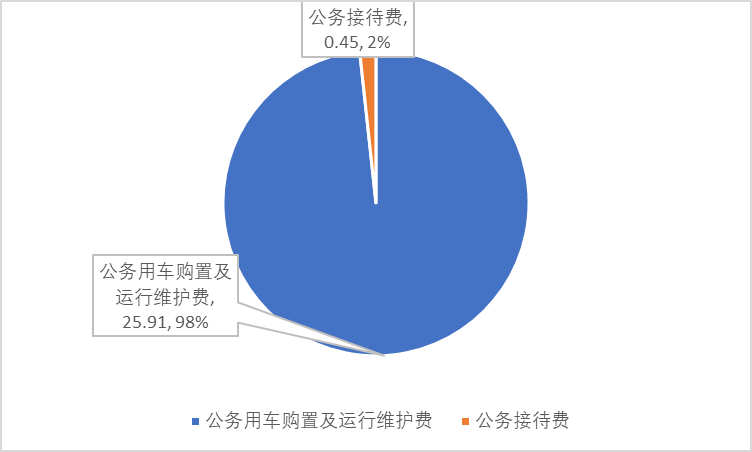 公务接待费,
0.45, 2%
公务用车购置及
运行维护费,
25.91, 98%
公务用车购置及运行维护费
公务接待费